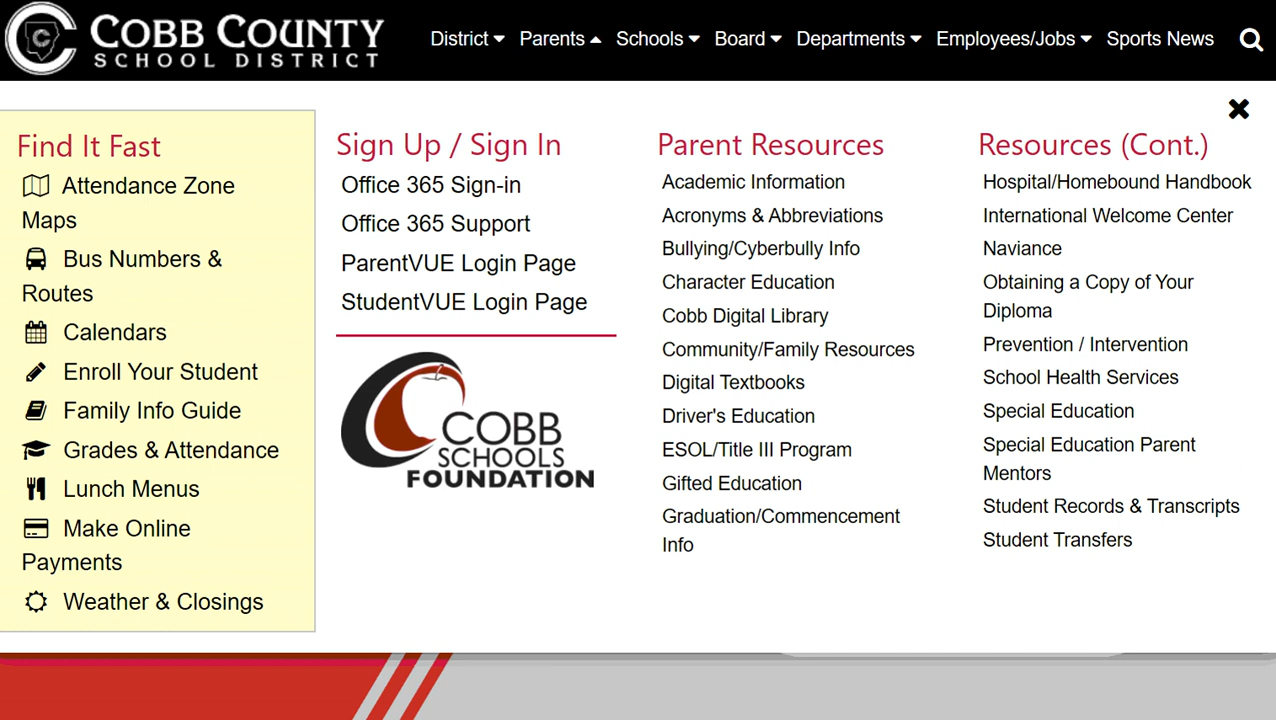 COBB COUNTY
SCHOOL DISTRICT
District
Parents
Schools
Board
Departments
Employees/Jobs
Sports News
Find It Fast
Attendance Zone
Maps
Bus Numbers &
Routes
Calendars
Enroll Your Student
Family Info Guide
Grades & Attendance
Lunch Menus
Make Online
Payments
Weather & Closings
Sign Up / Sign In
Office 365 Sign-in
Office 365 Support
ParentVUE Login Page
StudentVUE Login Page
COBB
SCHOOLS
FOUNDATION
Parent Resources
Academic Information
Acronyms & Abbreviations
Bullying/Cyberbully Info
Character Education
Cobb Digital Library
Community/Family Resources
Digital Textbooks
Driver's Education
ESOL/Title III Program
Gifted Education
Graduation/Commencement
Info
Resources (Cont.)
Hospital/Homebound Handbook
International Welcome Center
Naviance
Obtaining a Copy of Your
Diploma
Prevention / Intervention
School Health Services
Special Education
Special Education Parent
Mentors
Student Records & Transcripts
Student Transfers